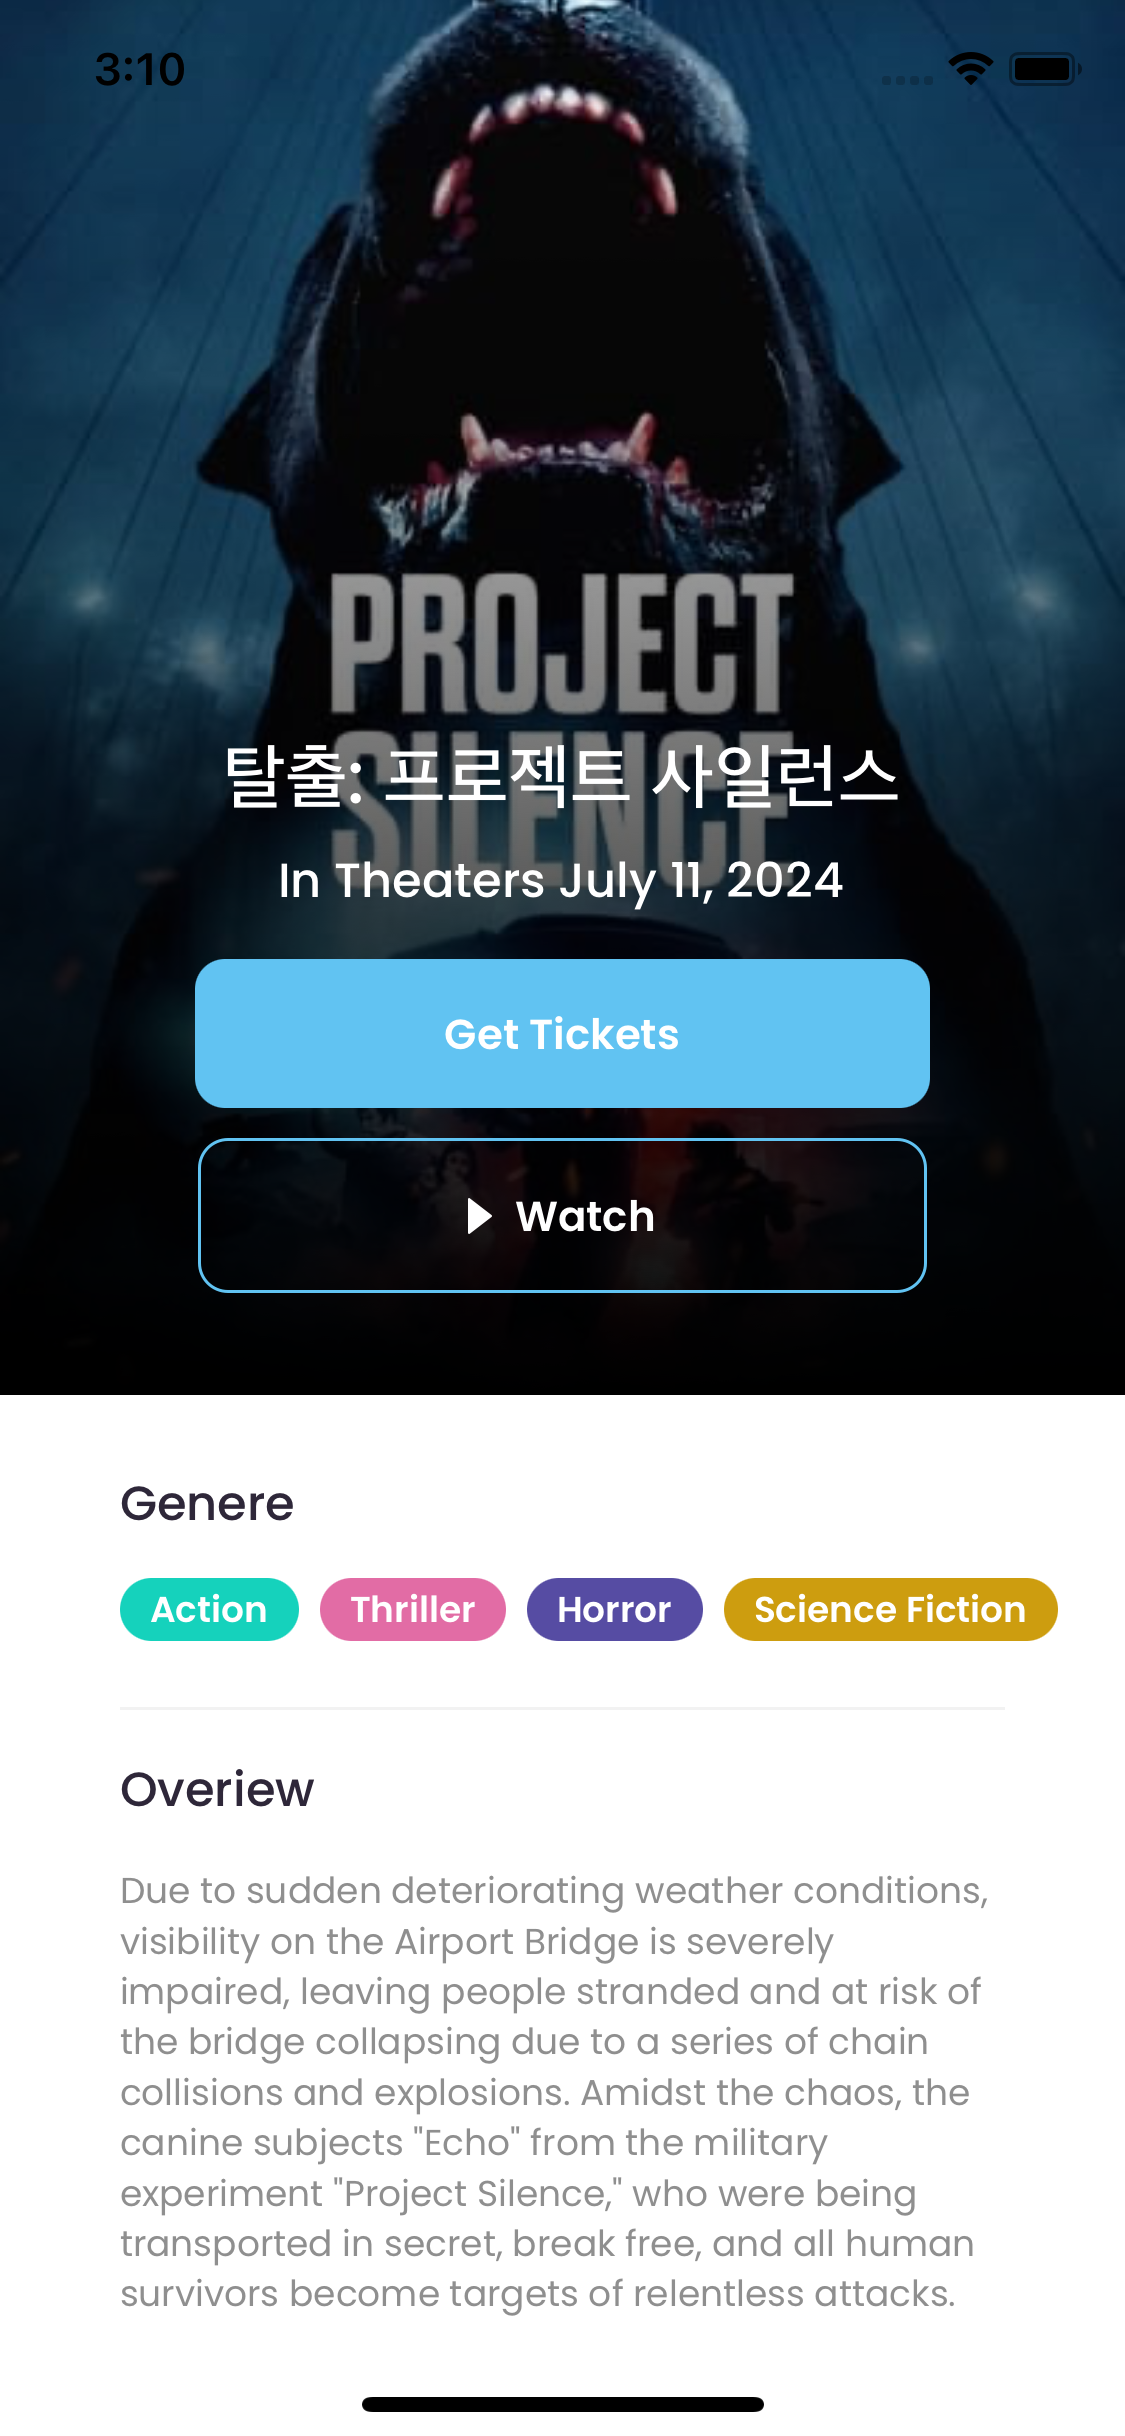 3:10
PROJECT
SILENCE
탈출: 프로젝트 사일런스
In Theaters July 11, 2024
Get Tickets
Watch
Genere
Action Thriller Horror Science Fiction
Overiew
Due to sudden deteriorating weather conditions,
visibility on the Airport Bridge is severely
impaired, leaving people stranded and at risk of
the bridge collapsing due to a series of chain
collisions and explosions. Amidst the chaos, the
canine subjects "Echo" from the military
experiment "Project Silence," who were being
transported in secret, break free, and all human
survivors become targets of relentless attacks.